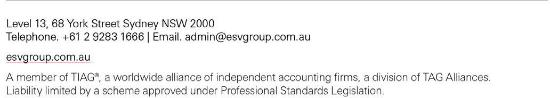 Level 13, 68 York Street Sydney NSW 2000
Telephone. +61 2 9283 1666 | Email. admin@esvgroup.com.au
esvgroup.com.au
A member of TIAG®, a worldwide alliance of independent accounting firms, a division of TAG Alliances.
Liability limited by a scheme approved under Professional Standards Legislation.